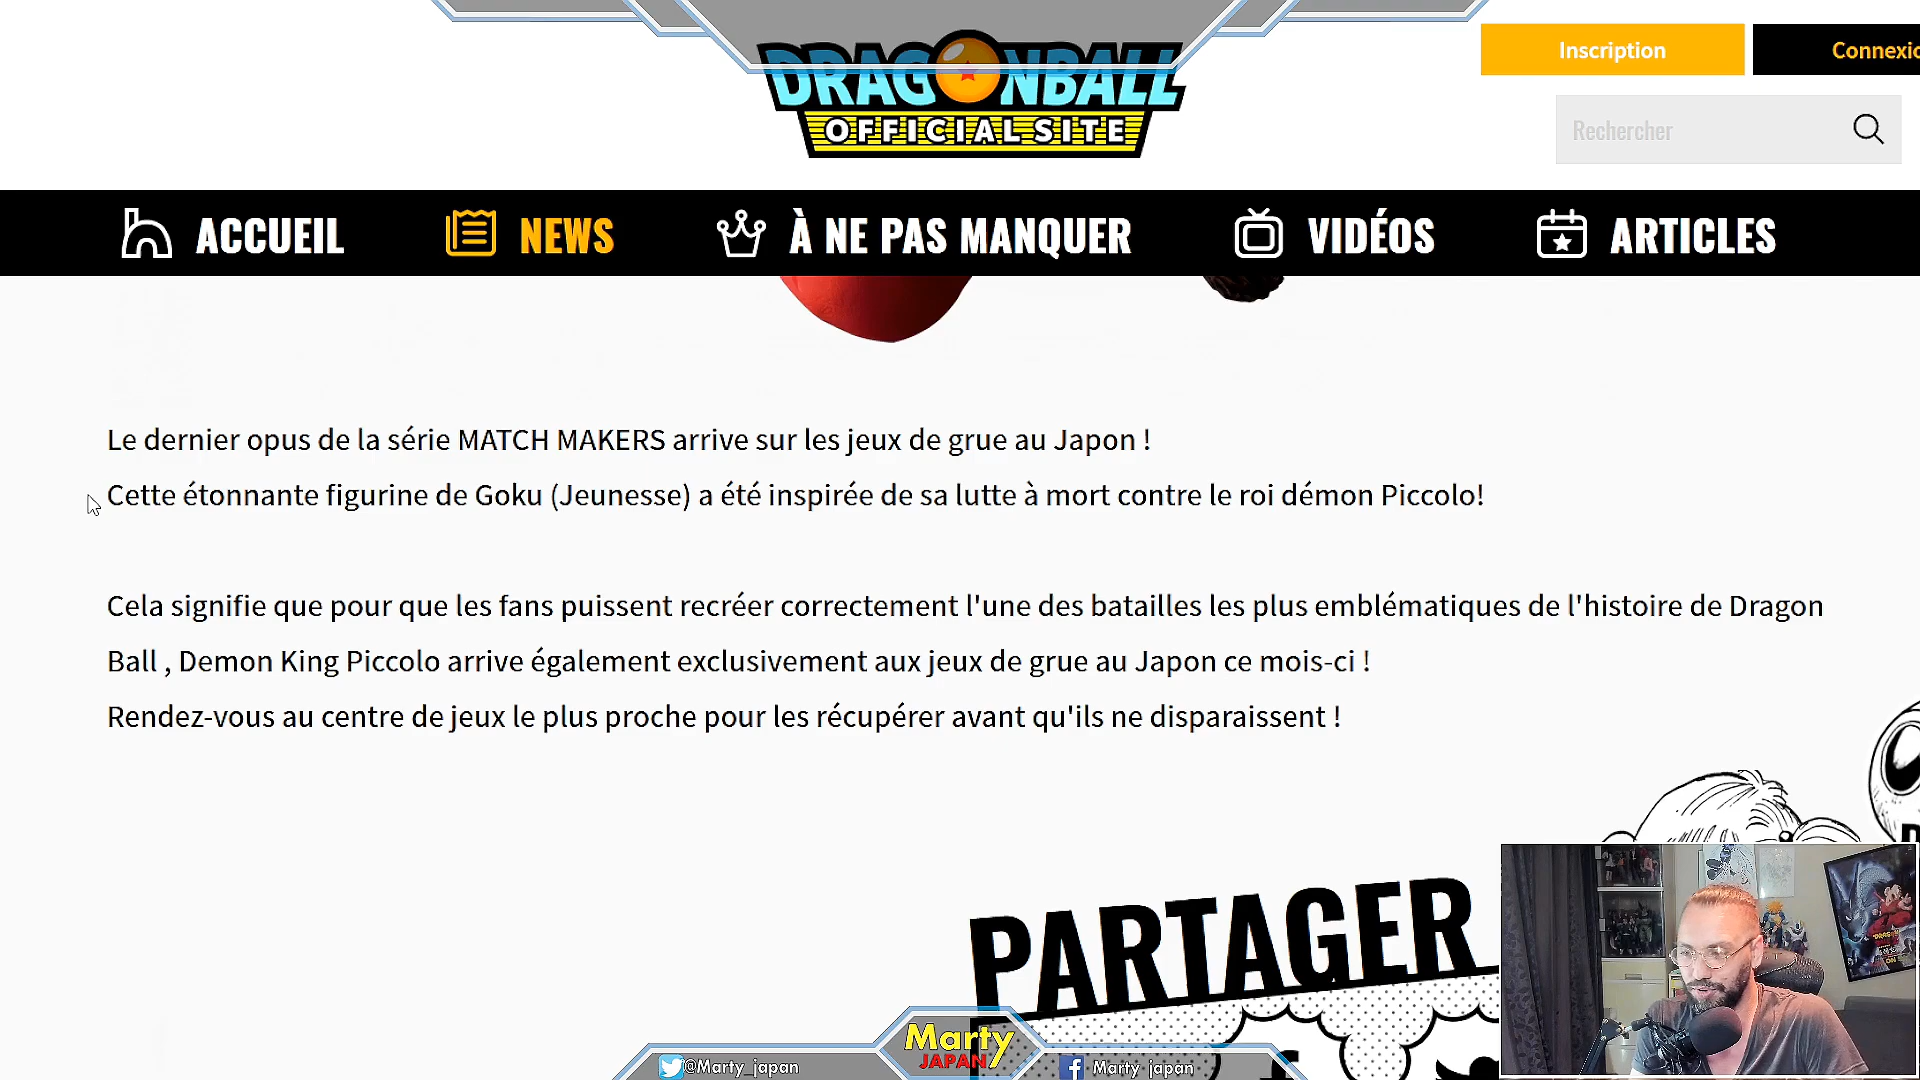 DRAGONBALL
OFFICIAL SITE
Inscription
Connexio
Rechercher
ACCUEIL
NEWS
À NE PAS MANQUER
VIDÉOS
ARTICLES
Le dernier opus de la série MATCH MAKERS arrive sur les jeux de grue au Japon !
Cette étonnante figurine de Goku (Jeunesse) a été inspirée de sa lutte à mort contre le roi démon Piccolo!
Cela signifie que pour que les fans puissent recréer correctement l'une des batailles les plus emblématiques de l'histoire de Dragon
Ball , Demon King Piccolo arrive également exclusivement aux jeux de grue au Japon ce mois-ci !
Rendez-vous au centre de jeux le plus proche pour les récupérer avant qu'ils ne disparaissent !
PARTAGER
Marty
JAPAN
@Marty_japan
Marty japan